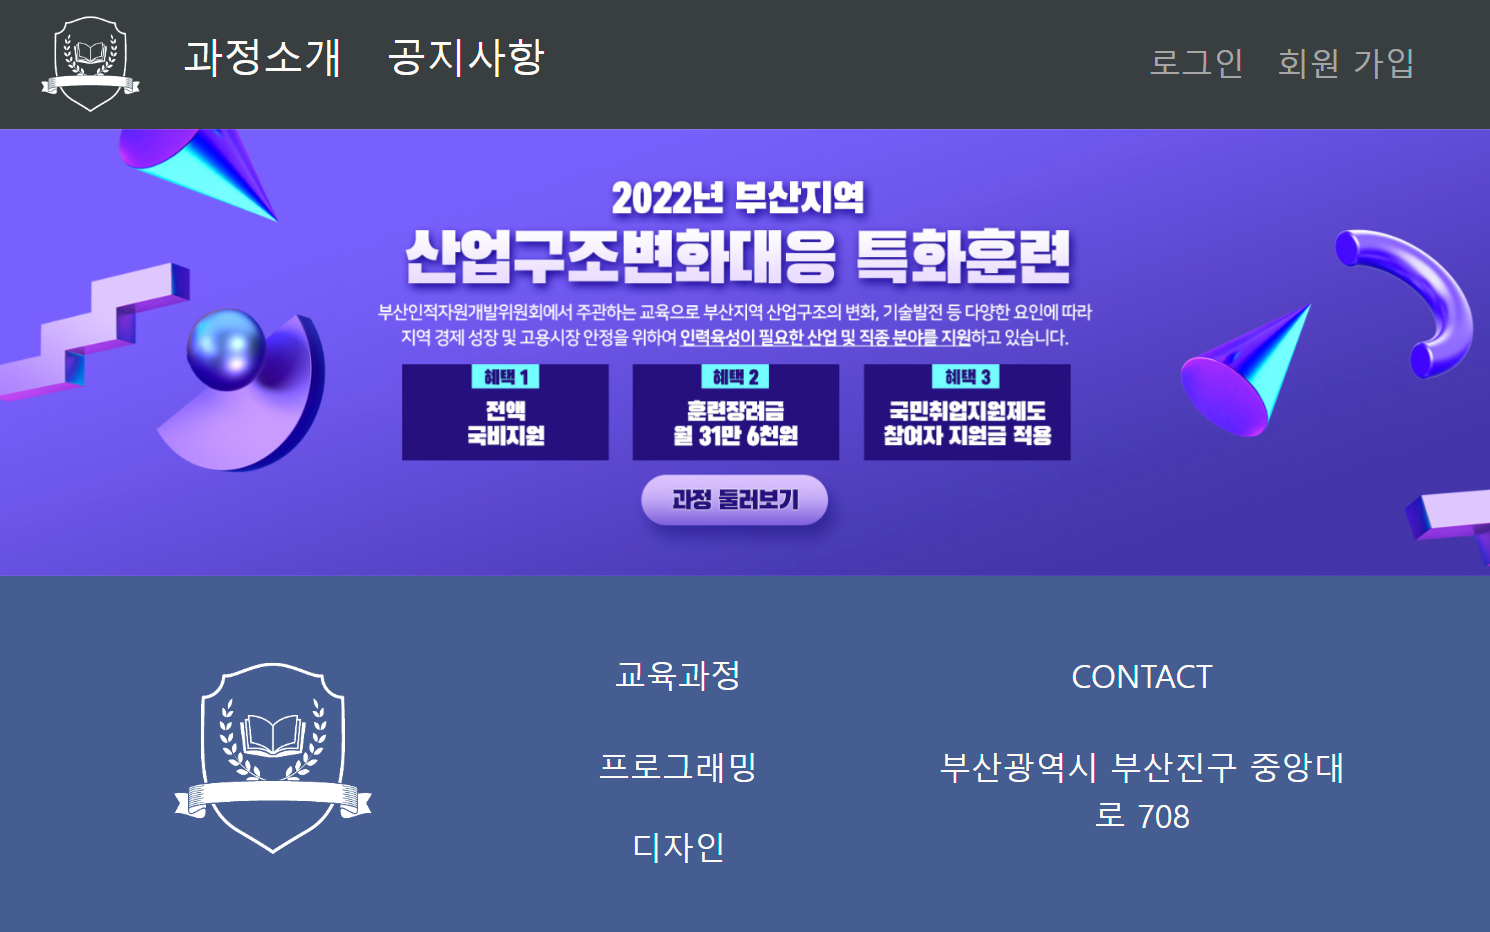 과정소개 공지사항
로그인 회원 가입
2022년 부산지역
산업구조변화대응 특화훈련
부산인적자원개발위원회에서 주관하는 교육으로 부산지역 산업구조의 변화, 기술발전 등 다양한 요인에 따라
지역 경제 성장 및 고용시장 안정을 위하여 인력육성이 필요한 산업 및 직종 분야를 지원하고 있습니다.
혜택 1
전액
국비지원
혜택 2
훈련장려금
월 31만 6천원
혜택 3
국민취업지원제도
참여자 지원금 적용
과정 둘러보기
교육과정
프로그래밍
디자인
CONTACT
부산광역시 부산진구 중앙대
로 708